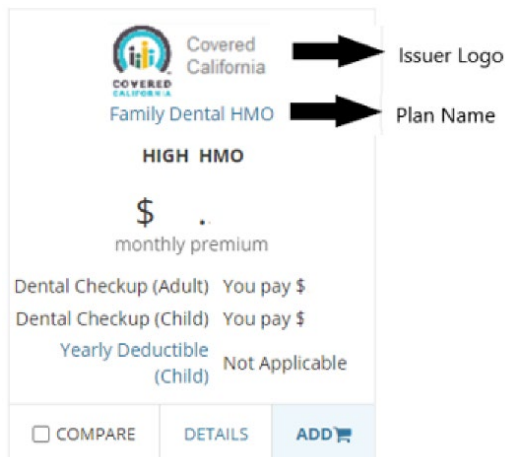 Covered
California
COVERED
CALIFORNIA
Issuer Logo
Family Dental HMO
Plan Name
HIGH HMO
$ .
monthly premium
Dental Checkup (Adult) You pay $
Dental Checkup (Child) You pay $
Yearly Deductible
(Child)
Not Applicable
COMPARE
DETAILS
ADD